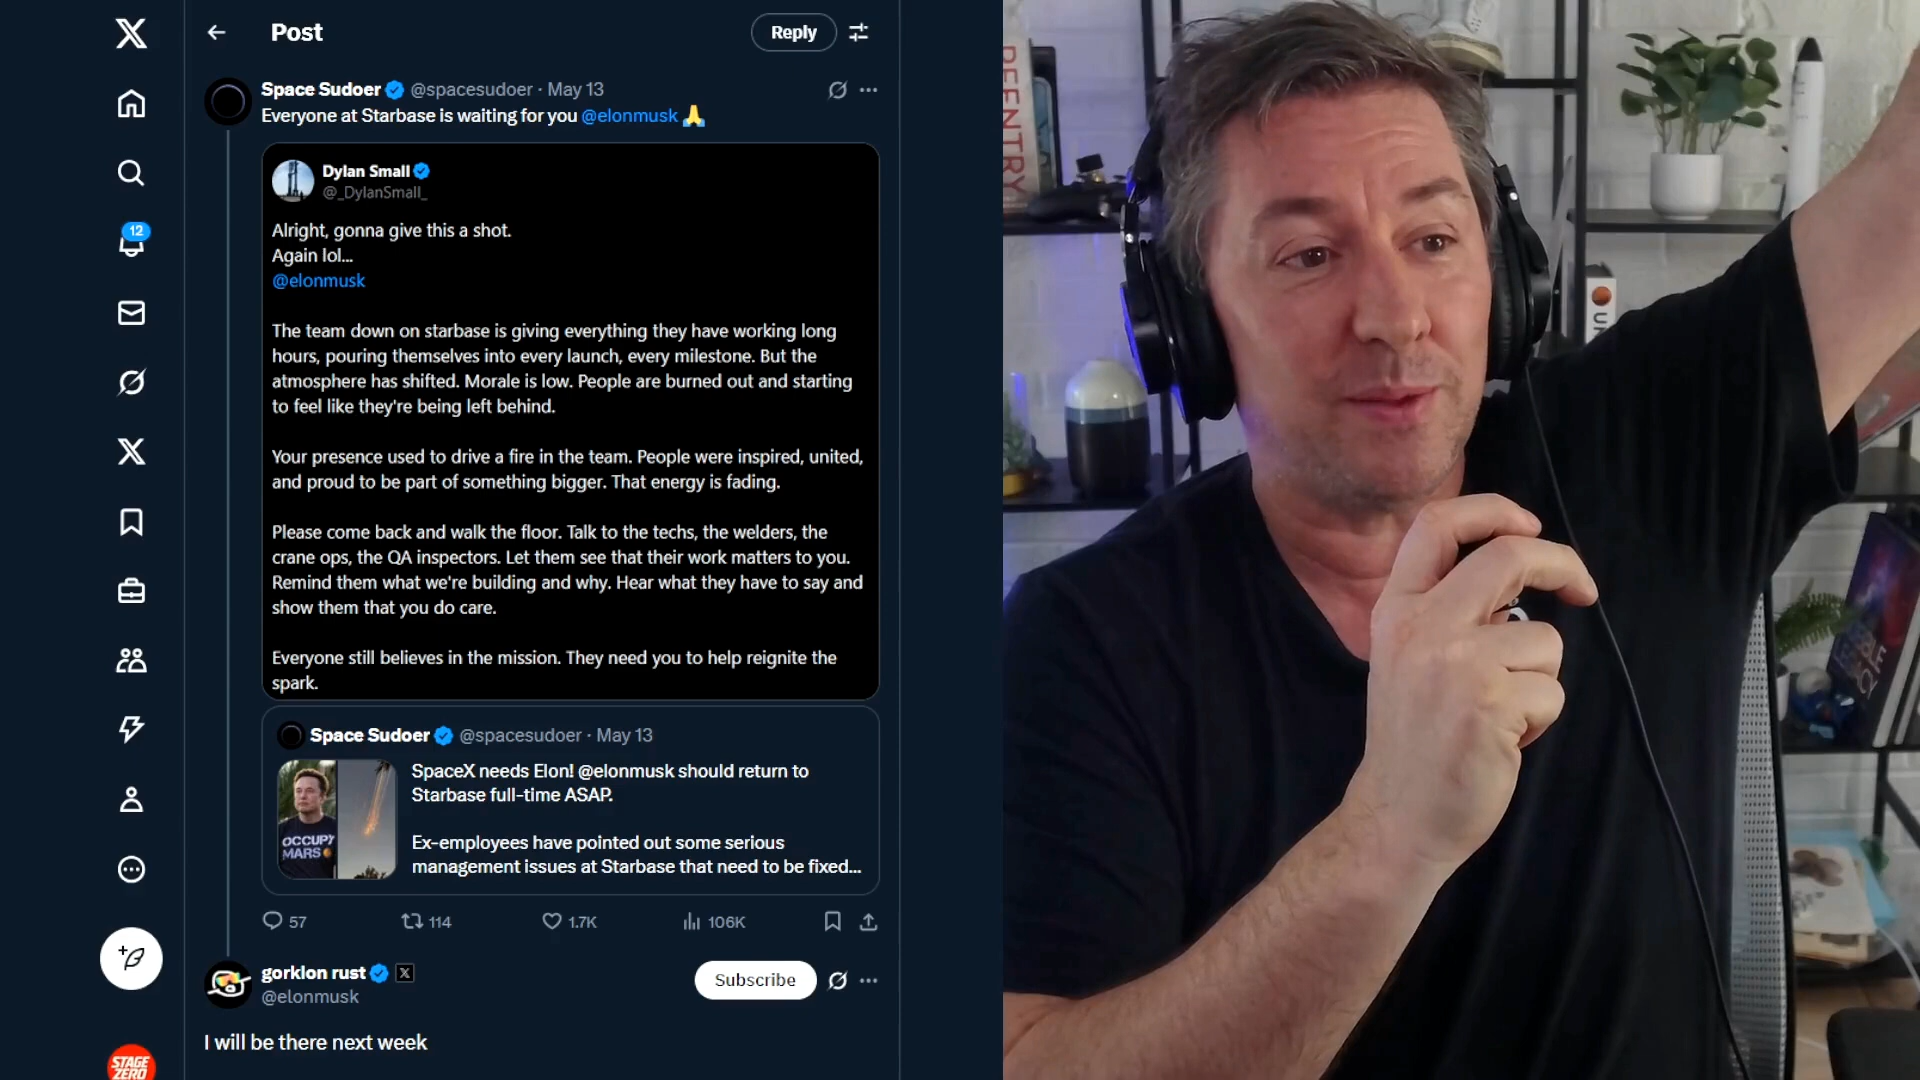 Post
Reply
Space Sudoer @spacesudoer · May 13
Everyone at Starbase is waiting for you @elonmusk 🙏
Dylan Small
@_DylanSmall_
Alright, gonna give this a shot.
Again lol...
@elonmusk
The team down on starbase is giving everything they have working long
hours, pouring themselves into every launch, every milestone. But the
atmosphere has shifted. Morale is low. People are burned out and starting
to feel like they're being left behind.
Your presence used to drive a fire in the team. People were inspired, united,
and proud to be part of something bigger. That energy is fading.
Please come back and walk the floor. Talk to the techs, the welders, the
crane ops, the QA inspectors. Let them see that their work matters to you.
Remind them what we're building and why. Hear what they have to say and
show them that you do care.
Everyone still believes in the mission. They need you to help reignite the
spark.
Space Sudoer @spacesudoer · May 13
SpaceX needs Elon! @elonmusk should return to
Starbase full-time ASAP.
Ex-employees have pointed out some serious
management issues at Starbase that need to be fixed...
OCCUPY
MARS
57
114
1.7K
106K
gorklon rust
@elonmusk
Subscribe
I will be there next week
12
STAGE
ZERO
REENTRY